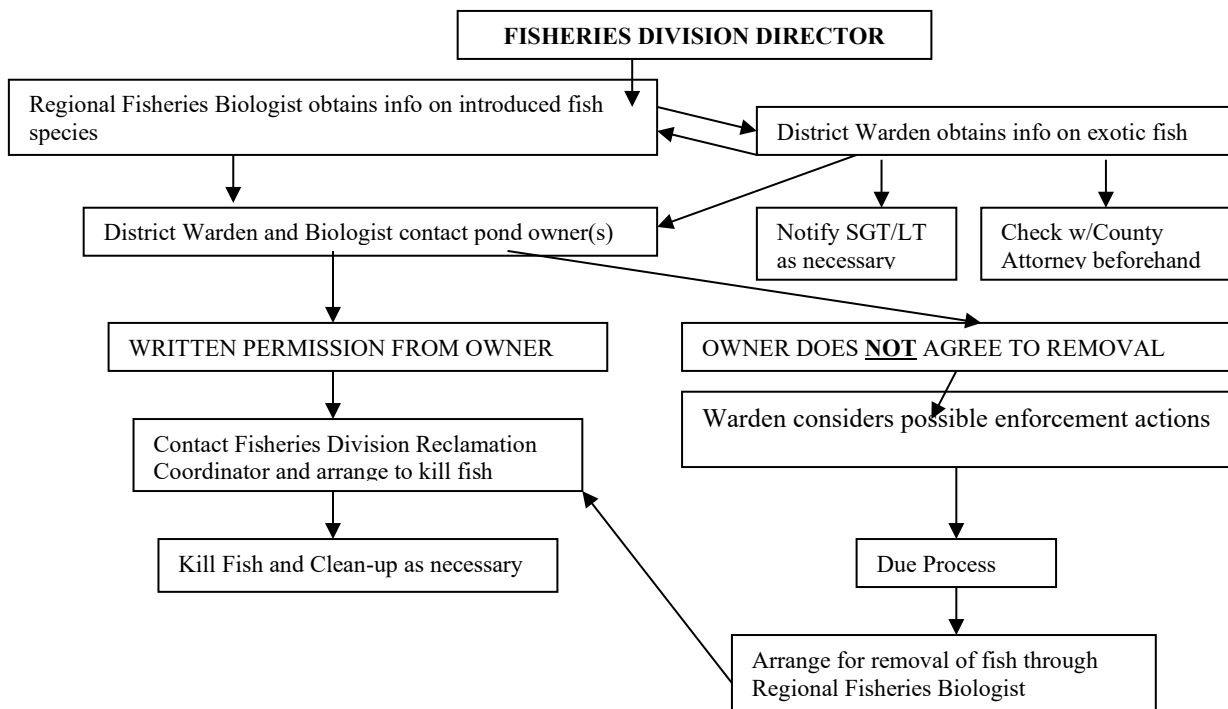 FISHERIES DIVISION DIRECTOR
Regional Fisheries Biologist obtains info on introduced fish
species
District Warden obtains info on exotic fish
District Warden and Biologist contact pond owner(s)
Notify SGT/LT
as necessary
Check w/County
Attorney beforehand
WRITTEN PERMISSION FROM OWNER
OWNER DOES NOT AGREE TO REMOVAL
Warden considers possible enforcement actions
Contact Fisheries Division Reclamation
Coordinator and arrange to kill fish
Kill Fish and Clean-up as necessary
Due Process
Arrange for removal of fish through
Regional Fisheries Biologist